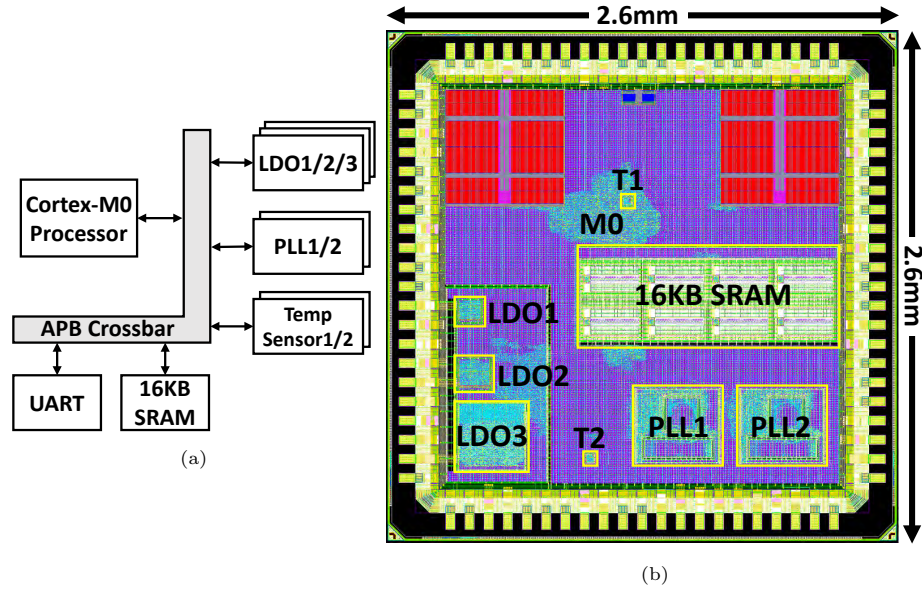 LDO1/2/3
Cortex-M0
Processor
PLL1/2
Temp
Sensor1/2
APB Crossbar
UART
16KB
SRAM
(a)
2.6mm
2.6mm
T1
M0
16KB SRAM
LDO1
LDO2
LDO3
T2
PLL1
PLL2
(b)